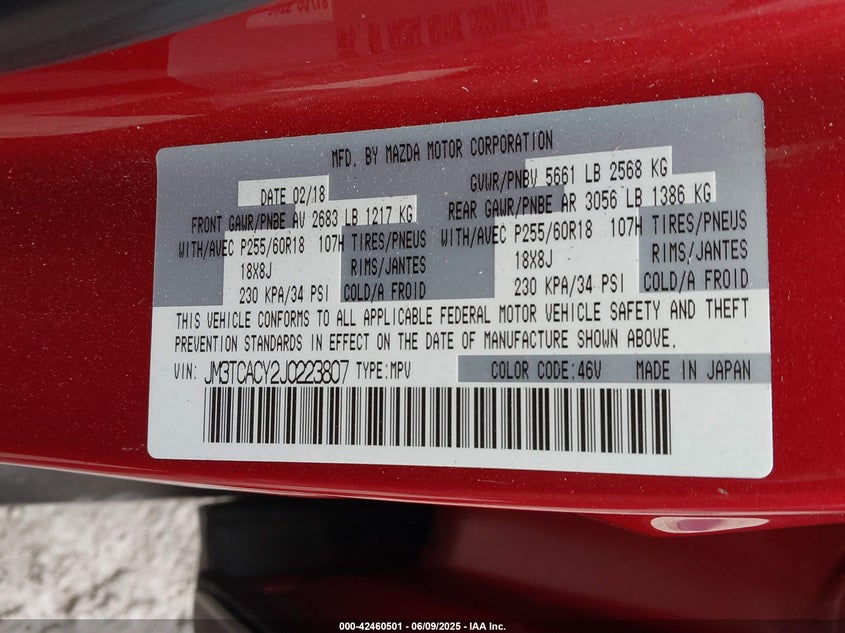 MFD. BY MAZDA MOTOR CORPORATION
DATE 02/18
GVWR/PNBV 5661 LB 2568 KG
FRONT GAWR/PNBE AV 2683 LB 1217 KG
REAR GAWR/PNBE AR 3056 LB 1386 KG
WITH/AVEC P255/60R18 107H TIRES/PNEUS
WITH/AVEC P255/60R18 107H TIRES/PNEUS
18X8J RIMS/JANTES
18X8J RIMS/JANTES
230 KPA/34 PSI COLD/A FROID
230 KPA/34 PSI COLD/A FROID
THIS VEHICLE CONFORMS TO ALL APPLICABLE FEDERAL MOTOR VEHICLE SAFETY AND THEFT
PREVENTION STANDARDS IN EFFECT ON THE DATE OF MANUFACTURE SHOWN ABOVE.
VIN: JM3TCACY2J0223807 TYPE:MPV COLOR CODE:46V MADE IN JAPAN
000-42460501 - 06/09/2025 - IAA Inc.